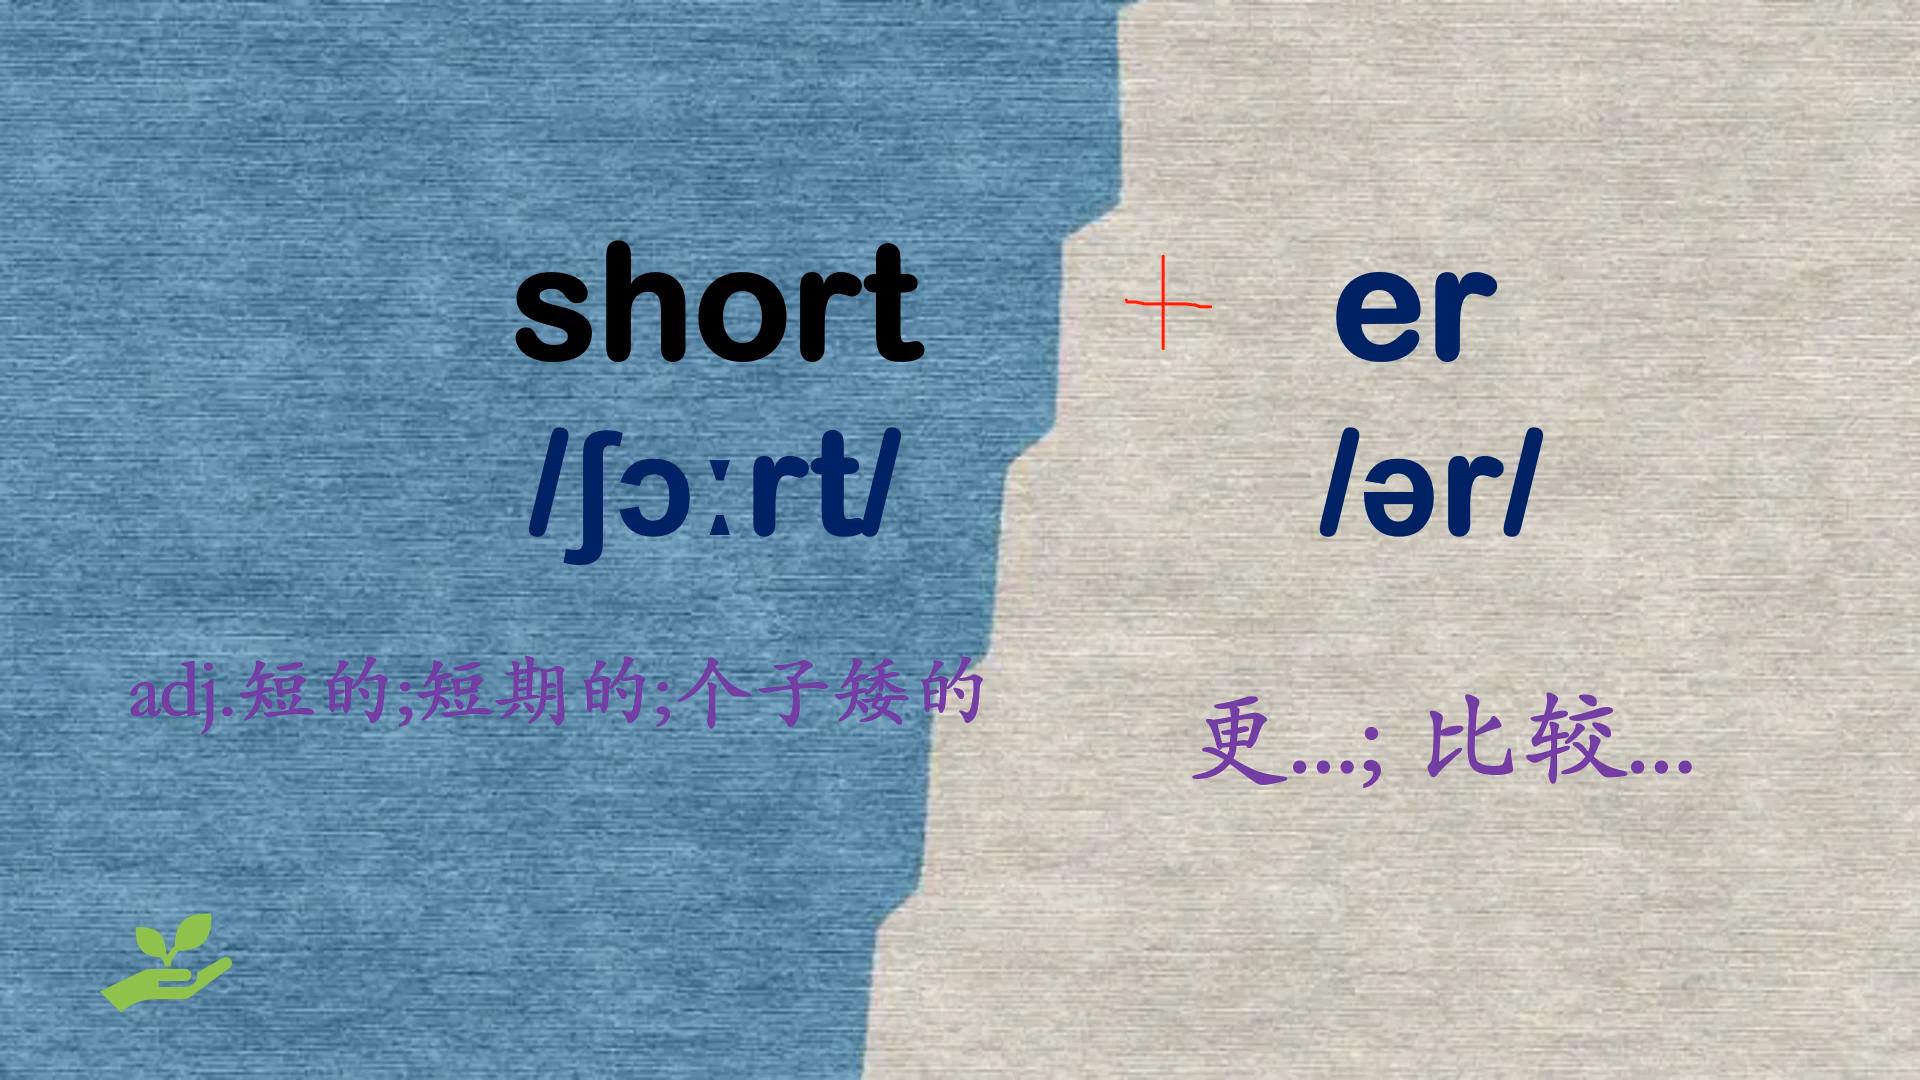 short + er
/ʃɔːrt/ /ər/
adj.短的;短期的;个子矮的
更...; 比较...